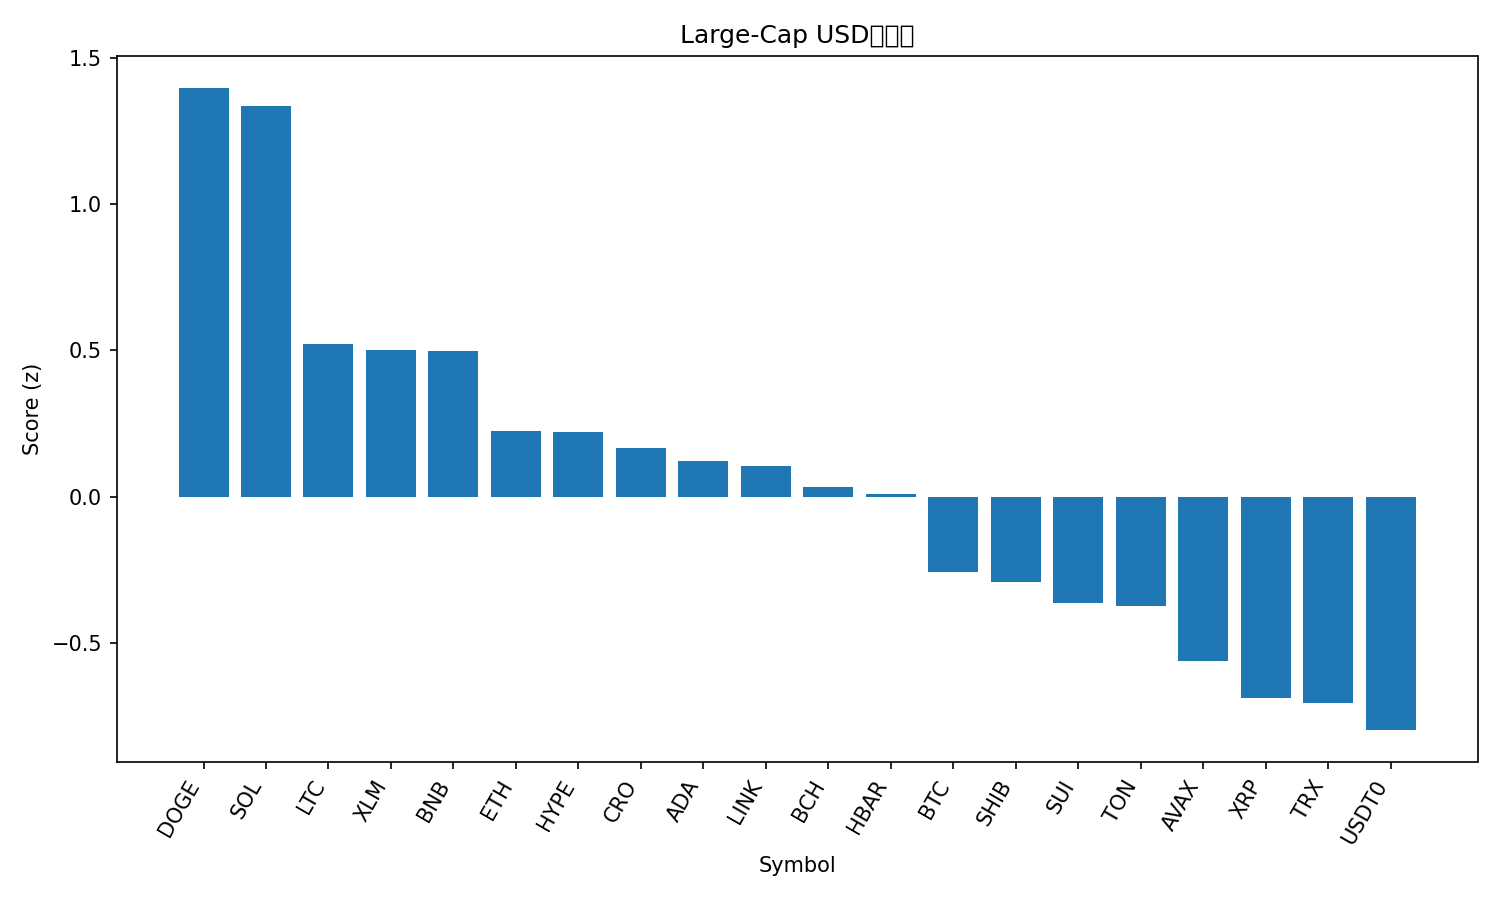 Large-Cap USD
1.5
1.0
0.5
0.0
−0.5
Score (z)
DOGE
SOL
LTC
XLM
BNB
ETH
HYPE
CRO
ADA
LINK
BCH
HBAR
BTC
SHIB
SUI
TON
AVAX
XRP
TRX
USDT0
Symbol